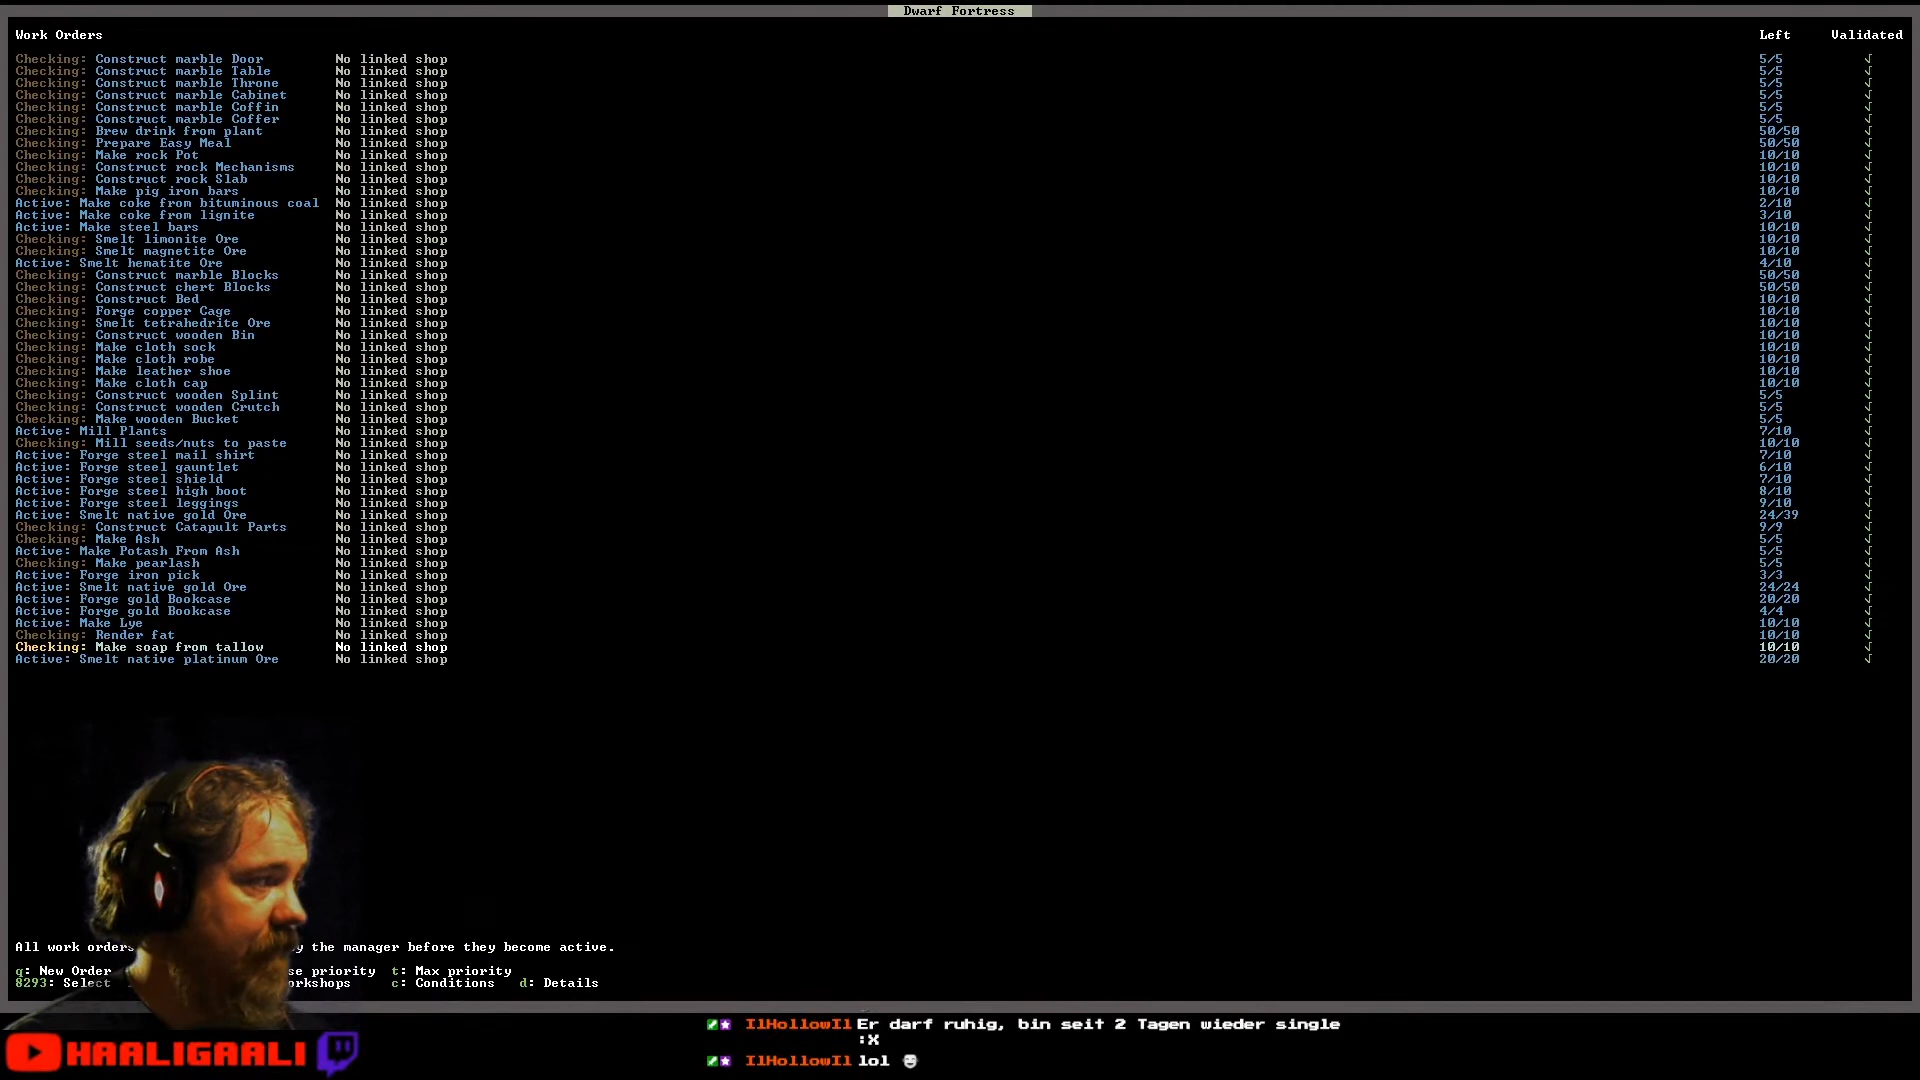 Dwarf Fortress
Work Orders Left Validated
Checking: Construct marble Door No linked shop 5/5 √
Checking: Construct marble Table No linked shop 5/5 √
Checking: Construct marble Throne No linked shop 5/5 √
Checking: Construct marble Cabinet No linked shop 5/5 √
Checking: Construct marble Coffin No linked shop 5/5 √
Checking: Construct marble Coffer No linked shop 5/5 √
Checking: Brew drink from plant No linked shop 50/50 √
Checking: Prepare Easy Meal No linked shop 50/50 √
Checking: Make rock Pot No linked shop 10/10 √
Checking: Construct rock Mechanisms No linked shop 10/10 √
Checking: Construct rock Slab No linked shop 10/10 √
Checking: Make pig iron bars No linked shop 10/10 √
Active: Make coke from bituminous coal No linked shop 2/10 √
Active: Make coke from lignite No linked shop 3/10 √
Active: Make steel bars No linked shop 10/10 √
Checking: Smelt limonite Ore No linked shop 10/10 √
Checking: Smelt magnetite Ore No linked shop 10/10 √
Active: Smelt hematite Ore No linked shop 4/10 √
Checking: Construct marble Blocks No linked shop 50/50 √
Checking: Construct chert Blocks No linked shop 50/50 √
Checking: Construct Bed No linked shop 10/10 √
Checking: Forge copper Cage No linked shop 10/10 √
Checking: Smelt tetrahedrite Ore No linked shop 10/10 √
Checking: Construct wooden Bin No linked shop 10/10 √
Checking: Make cloth sock No linked shop 10/10 √
Checking: Make cloth robe No linked shop 10/10 √
Checking: Make leather shoe No linked shop 10/10 √
Checking: Make cloth cap No linked shop 10/10 √
Checking: Construct wooden Splint No linked shop 5/5 √
Checking: Construct wooden Crutch No linked shop 5/5 √
Checking: Make wooden Bucket No linked shop 5/5 √
Active: Mill Plants No linked shop 7/10 √
Checking: Mill seeds/nuts to paste No linked shop 10/10 √
Active: Forge steel mail shirt No linked shop 7/10 √
Active: Forge steel gauntlet No linked shop 6/10 √
Active: Forge steel shield No linked shop 7/10 √
Active: Forge steel high boot No linked shop 8/10 √
Active: Forge steel leggings No linked shop 9/10 √
Active: Smelt native gold Ore No linked shop 24/39 √
Checking: Construct Catapult Parts No linked shop 9/9 √
Checking: Make Ash No linked shop 5/5 √
Active: Make Potash From Ash No linked shop 5/5 √
Checking: Make pearlash No linked shop 5/5 √
Active: Forge iron pick No linked shop 3/3 √
Active: Smelt native gold Ore No linked shop 24/24 √
Active: Forge gold Bookcase No linked shop 20/20 √
Active: Forge gold Bookcase No linked shop 4/4 √
Active: Make Lye No linked shop 10/10 √
Checking: Render fat No linked shop 10/10 √
Checking: Make soap from tallow No linked shop 10/10 √
Active: Smelt native platinum Ore No linked shop 20/20 √
All work orders y the manager before they become active.
q: New Order se priority t: Max priority
8293: Select orkshops c: Conditions d: Details
IlHollowIl Er darf ruhig, bin seit 2 Tagen wieder single
:X
IlHollowIl lol
HAALIGAALI